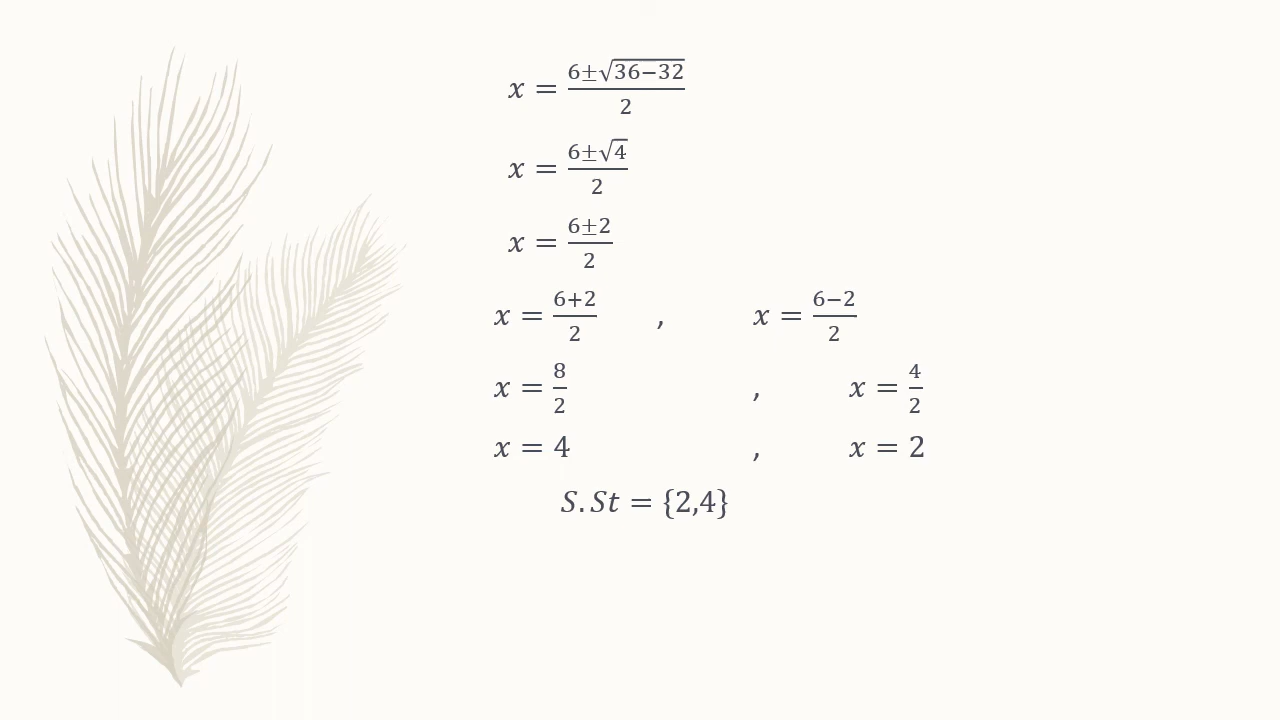 x = (6±√(36−32))/2
x = (6±√4)/2
x = (6±2)/2
x = (6+2)/2 , x = (6−2)/2
x = 8/2 , x = 4/2
x = 4 , x = 2
S.St = {2,4}